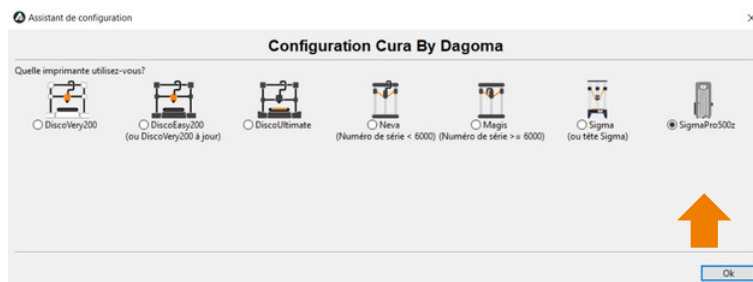 Assistant de configuration
Configuration Cura By Dagoma
Quelle imprimante utilisez-vous?
DiscoVery200
DiscoEasy200
(ou DiscoVery200 à jour)
DiscoUltimate
Neva
(Numéro de série < 6000)
Magis
(Numéro de série >= 6000)
Sigma
(ou tête Sigma)
SigmaPro500z
Ok